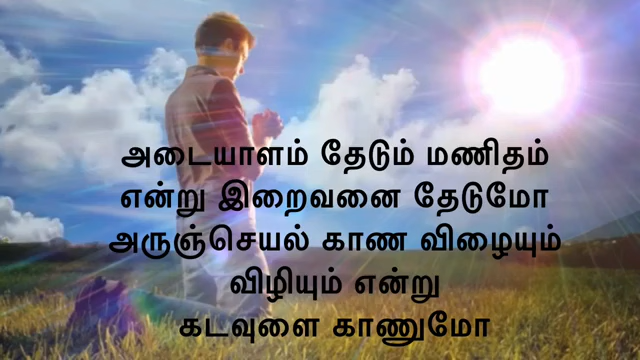 அடையாளம் தேடும் மணிதம்
என்று இறைவனை தேடுமோ
அருஞ்செயல் காண விழையும்
விழியும் என்று
கடவுளை காணுமோ